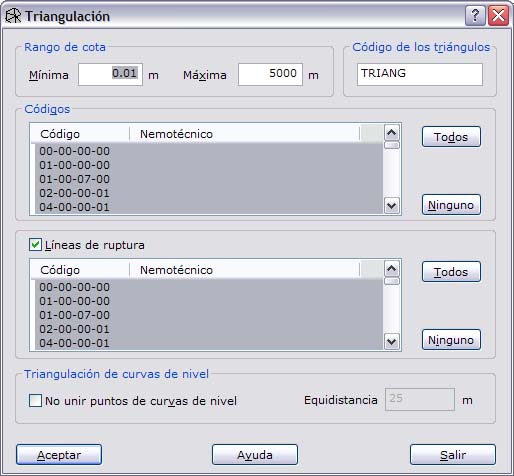 Triangulación
Rango de cota
Código de los triángulos
Mínima 0.01 m Máxima 5000 m
TRIANG
Códigos
Código Nemotécnico
00-00-00-00
01-00-00-00
01-00-07-00
02-00-00-01
04-00-00-01
Todos
Ninguno
Líneas de ruptura
Código Nemotécnico
00-00-00-00
01-00-00-00
01-00-07-00
02-00-00-01
04-00-00-01
Todos
Ninguno
Triangulación de curvas de nivel
No unir puntos de curvas de nivel Equidistancia 25 m
Aceptar Ayuda Salir